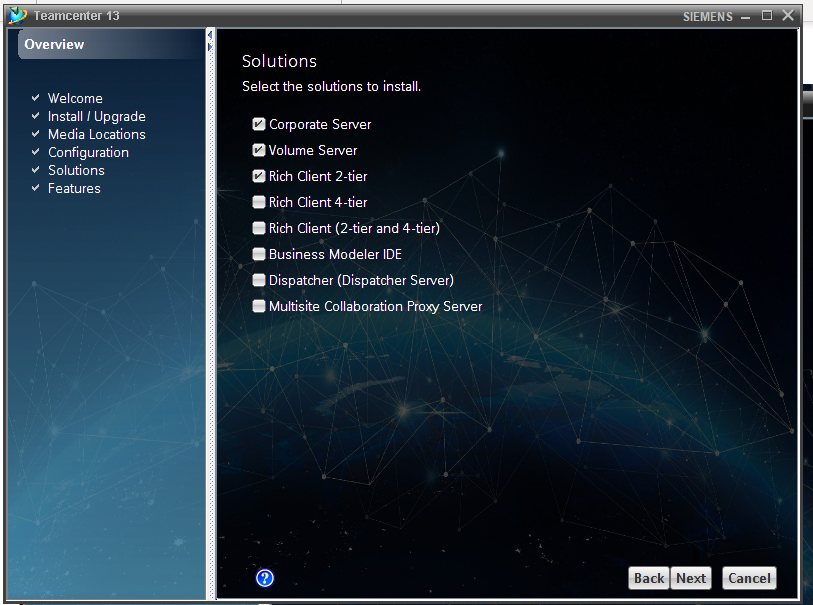 Teamcenter 13
SIEMENS
Overview
Welcome
Install / Upgrade
Media Locations
Configuration
Solutions
Features
Solutions
Select the solutions to install.
Corporate Server
Volume Server
Rich Client 2-tier
Rich Client 4-tier
Rich Client (2-tier and 4-tier)
Business Modeler IDE
Dispatcher (Dispatcher Server)
Multisite Collaboration Proxy Server
?
Back Next Cancel